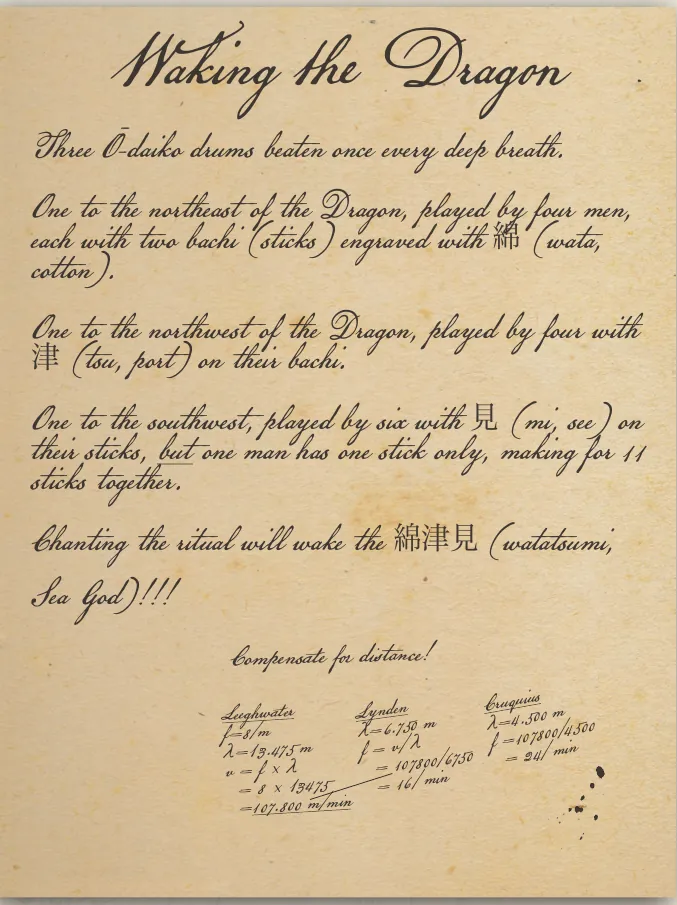 Waking the Dragon
Three Ō-daiko drums beaten once every deep breath.
One to the northeast of the Dragon, played by four men,
each with two bachi (sticks) engraved with 綿 (wata,
cotton).
One to the northwest of the Dragon, played by four with
津 (tsu, port) on their bachi.
One to the southwest, played by six with 見 (mi, see) on
their sticks, but one man has one stick only, making for 11
sticks together.
Chanting the ritual will wake the 綿津見 (watatsumi,
Sea God)!!!
Compensate for distance!
Leeghwater
f=8/m
λ=13.475 m
v = f × λ
= 8 × 13475
=107.800 m/min
Lynden
λ=6.750 m
f = v/λ
= 107800/6750
= 16/ min
Cruquius
λ=4.500 m
f = 107800/4500
= 24/ min